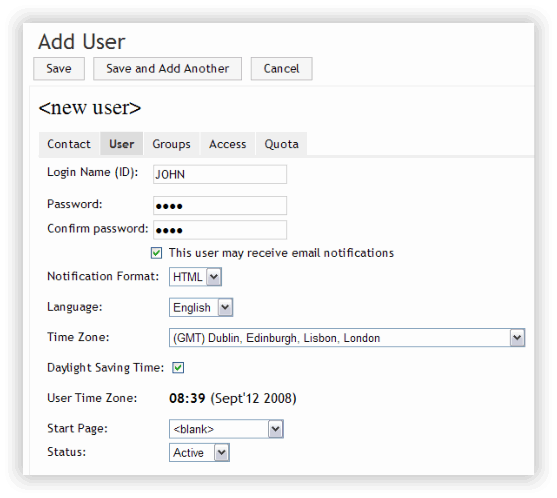 Add User
Save Save and Add Another Cancel
<new user>
Contact User Groups Access Quota
Login Name (ID): JOHN
Password: ●●●●
Confirm password: ●●●●
This user may receive email notifications
Notification Format: HTML
Language: English
Time Zone: (GMT) Dublin, Edinburgh, Lisbon, London
Daylight Saving Time:
User Time Zone: 08:39 (Sept'12 2008)
Start Page: <blank>
Status: Active